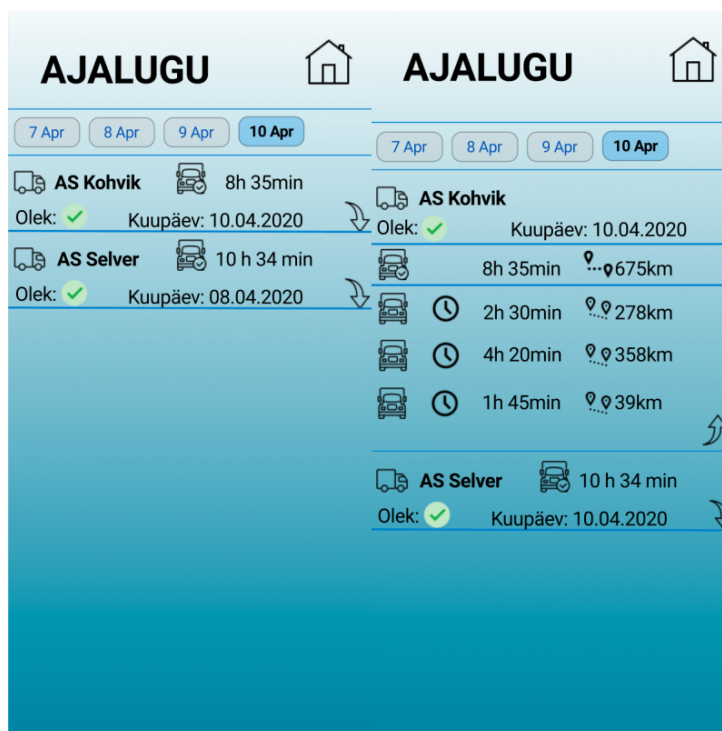 AJALUGU
7 Apr 8 Apr 9 Apr 10 Apr
AS Kohvik 8h 35min
Olek: Kuupäev: 10.04.2020
AS Selver 10 h 34 min
Olek: Kuupäev: 08.04.2020
AJALUGU
7 Apr 8 Apr 9 Apr 10 Apr
AS Kohvik
Olek: Kuupäev: 10.04.2020
8h 35min 675km
2h 30min 278km
4h 20min 358km
1h 45min 39km
AS Selver 10 h 34 min
Olek: Kuupäev: 10.04.2020